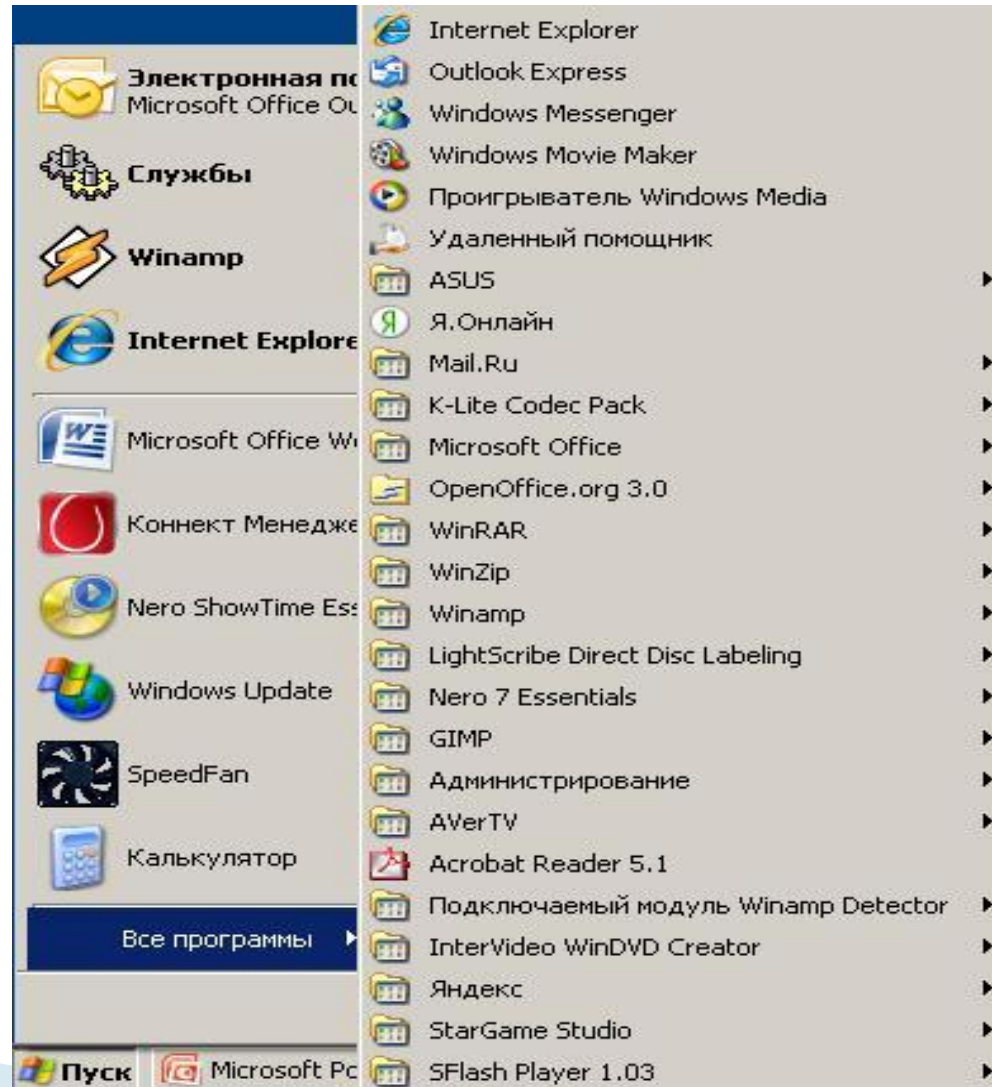 Электронная по
Microsoft Office Ou
Службы
Winamp
Internet Explore
Microsoft Office Wo
Коннект Менедже
Nero ShowTime Ess
Windows Update
SpeedFan
Калькулятор
Все программы
Пуск
Microsoft Po
Internet Explorer
Outlook Express
Windows Messenger
Windows Movie Maker
Проигрыватель Windows Media
Удаленный помощник
ASUS
Я.Онлайн
Mail.Ru
K-Lite Codec Pack
Microsoft Office
OpenOffice.org 3.0
WinRAR
WinZip
Winamp
LightScribe Direct Disc Labeling
Nero 7 Essentials
GIMP
Администрирование
AVerTV
Acrobat Reader 5.1
Подключаемый модуль Winamp Detector
InterVideo WinDVD Creator
Яндекс
StarGame Studio
SFlash Player 1.03